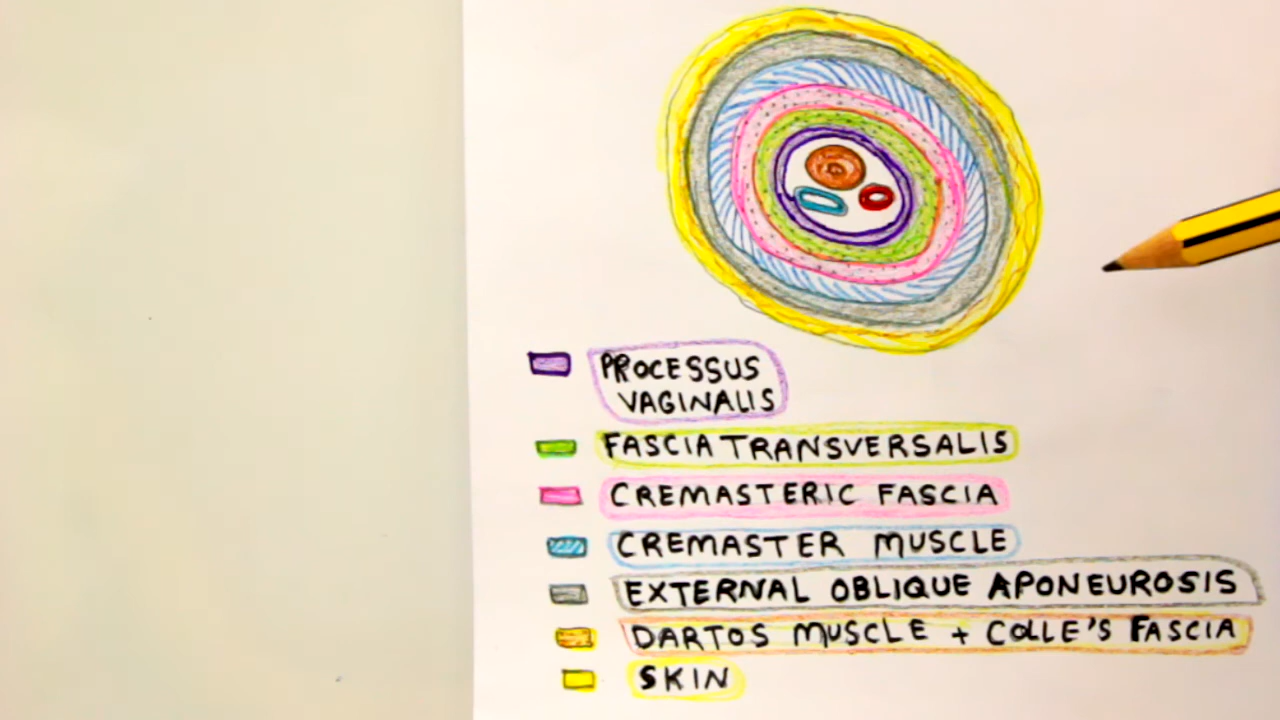 PROCESSUS
VAGINALIS
FASCIA TRANSVERSALIS
CREMASTERIC FASCIA
CREMASTER MUSCLE
EXTERNAL OBLIQUE APONEUROSIS
DARTOS MUSCLE + COLLE'S FASCIA
SKIN